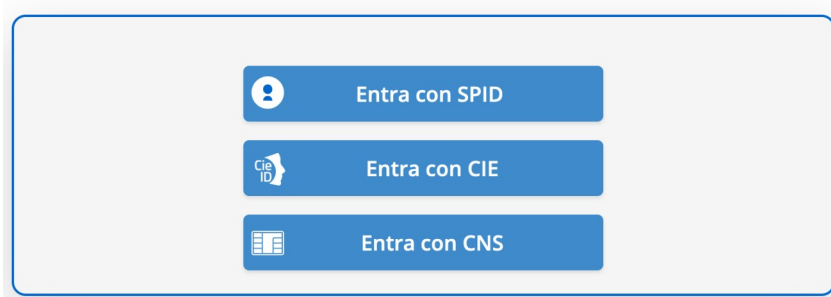 Entra con SPID
Cie
ID
Entra con CIE
Entra con CNS